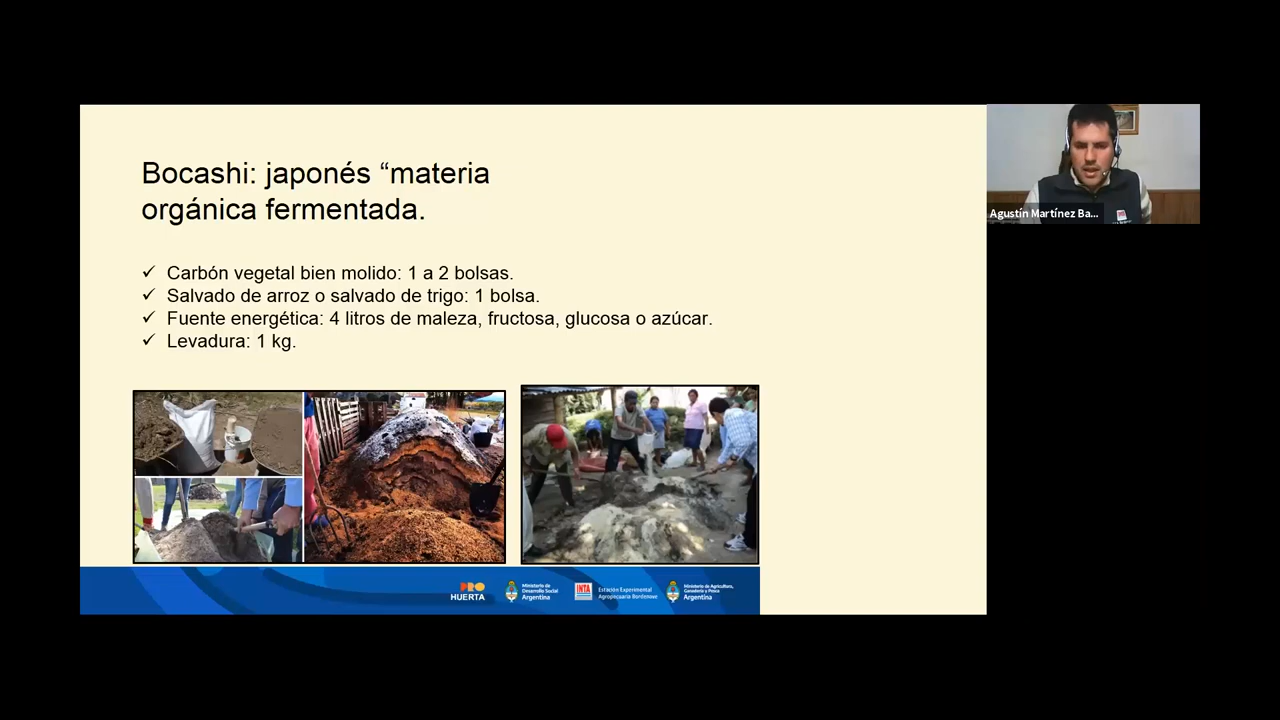 Bocashi: japonés “materia
orgánica fermentada.
✓ Carbón vegetal bien molido: 1 a 2 bolsas.
✓ Salvado de arroz o salvado de trigo: 1 bolsa.
✓ Fuente energética: 4 litros de maleza, fructosa, glucosa o azúcar.
✓ Levadura: 1 kg.
Agustín Martínez Ba...
PRO
HUERTA
Ministerio de
Desarrollo Social
Argentina
INTA
Estación Experimental
Agropecuaria Bordenave
Ministerio de Agricultura,
Ganadería y Pesca
Argentina